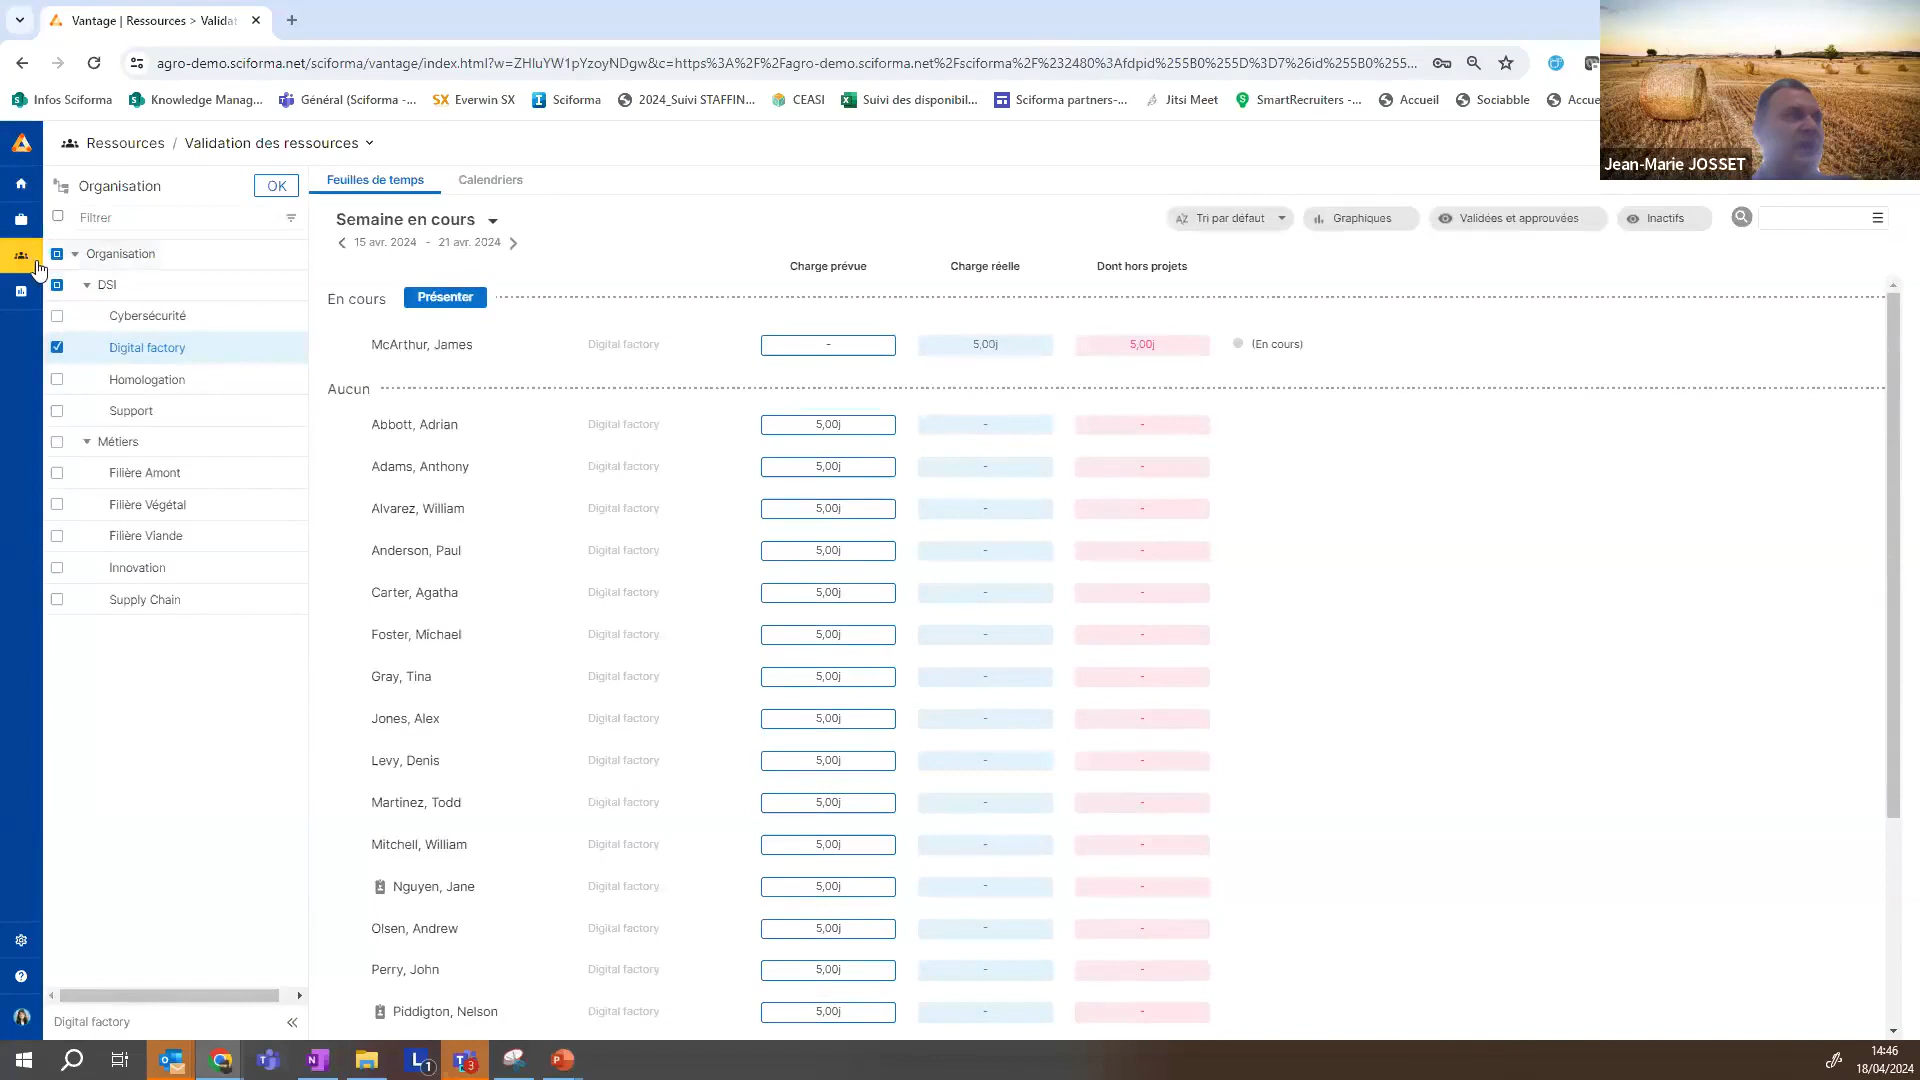 Vantage | Ressources > Valida
agro-demo.sciforma.net/sciforma/vantage/index.html?w=ZHluYW1pYzoyNDgw&c=https%3A%2F%2Fagro-demo.sciforma.net%2Fsciforma%2F%232480%3Afdpid%255B0%255D%3D7%26id%255B0%255...
Infos Sciforma
Knowledge Manag...
Général (Sciforma -...
SX Everwin SX
Sciforma
2024_Suivi STAFFIN...
CEASI
Suivi des disponibil...
Sciforma partners-...
Jitsi Meet
SmartRecruiters -...
Accueil
Sociabble
Accue
Jean-Marie JOSSET
Ressources / Validation des ressources
Organisation
OK
Filtrer
Organisation
DSI
Cybersécurité
Digital factory
Homologation
Support
Métiers
Filière Amont
Filière Végétal
Filière Viande
Innovation
Supply Chain
Digital factory
Feuilles de temps
Calendriers
Semaine en cours
15 avr. 2024 - 21 avr. 2024
Tri par défaut
Graphiques
Validées et approuvées
Inactifs
Charge prévue
Charge réelle
Dont hors projets
En cours
Présenter
McArthur, James Digital factory - 5,00j 5,00j (En cours)
Aucun
Abbott, Adrian Digital factory 5,00j - -
Adams, Anthony Digital factory 5,00j - -
Alvarez, William Digital factory 5,00j - -
Anderson, Paul Digital factory 5,00j - -
Carter, Agatha Digital factory 5,00j - -
Foster, Michael Digital factory 5,00j - -
Gray, Tina Digital factory 5,00j - -
Jones, Alex Digital factory 5,00j - -
Levy, Denis Digital factory 5,00j - -
Martinez, Todd Digital factory 5,00j - -
Mitchell, William Digital factory 5,00j - -
Nguyen, Jane Digital factory 5,00j - -
Olsen, Andrew Digital factory 5,00j - -
Perry, John Digital factory 5,00j - -
Piddigton, Nelson Digital factory 5,00j - -
14:46
18/04/2024